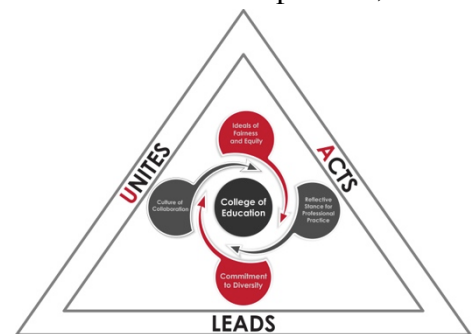 UNITES
ACTS
Ideals of
Fairness
and Equity
Culture of
Collaboration
College of
Education
Reflective
Stance for
Professional
Practice
Commitment
to Diversity
LEADS